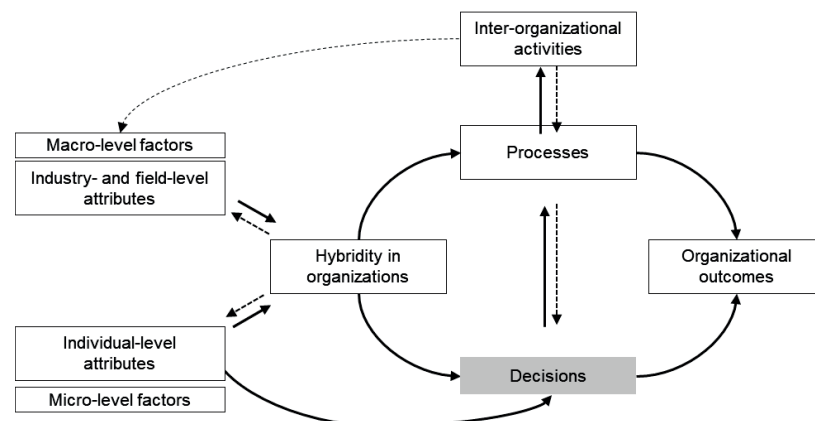 Inter-organizational
activities
Macro-level factors
Industry- and field-level
attributes
Processes
Hybridity in
organizations
Organizational
outcomes
Individual-level
attributes
Micro-level factors
Decisions